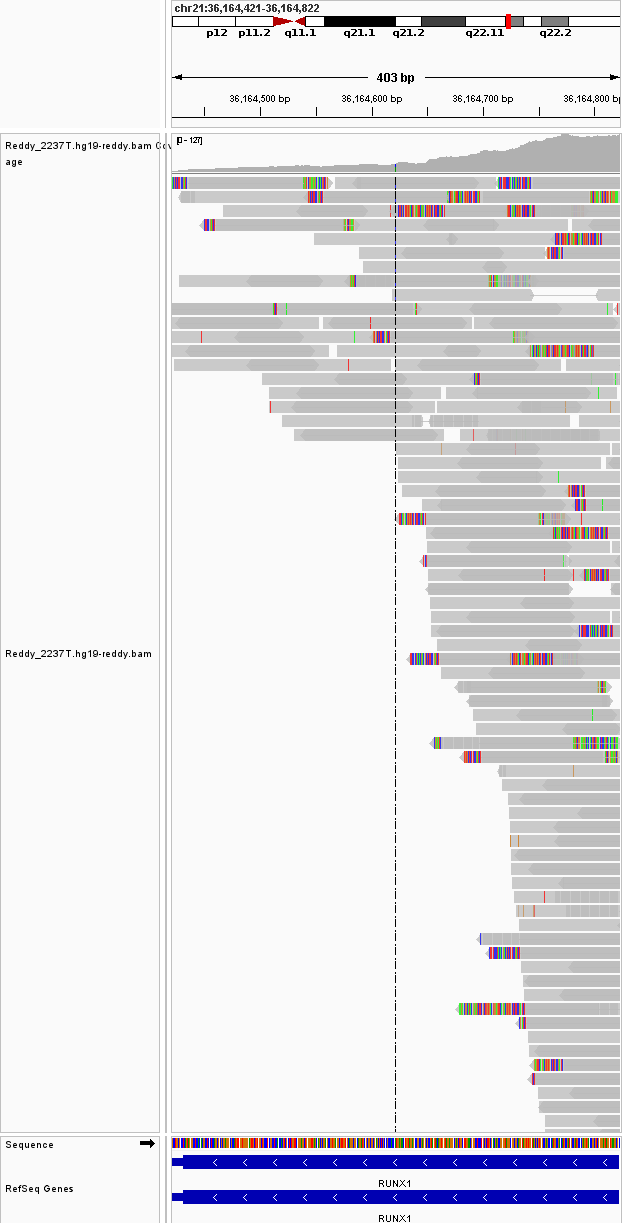 chr21:36,164,421-36,164,822
p12 p11.2 q11.1 q21.1 q21.2 q22.11 q22.2
403 bp
36,164,500 bp 36,164,600 bp 36,164,700 bp 36,164,800 b
Reddy_2237T.hg19-reddy.bam Cov
age
[0 - 127]
Reddy_2237T.hg19-reddy.bam
Sequence
RUNX1
RefSeq Genes
RUNX1